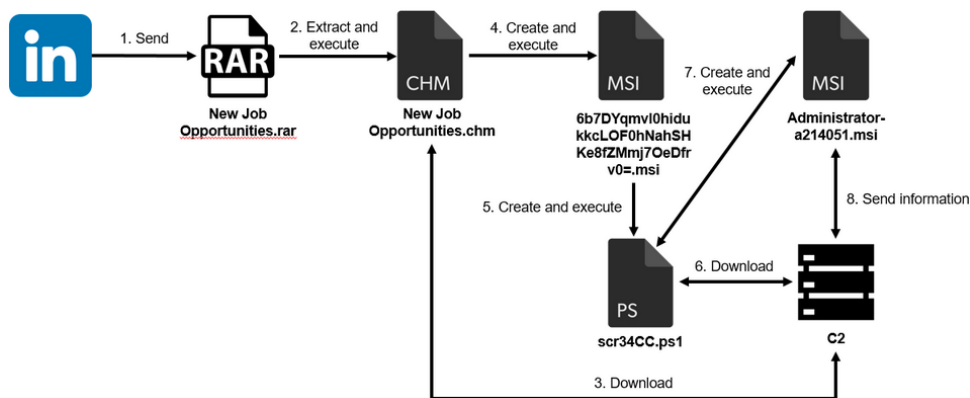 in
1. Send
RAR
New Job
Opportunities.rar
2. Extract and
execute
CHM
New Job
Opportunities.chm
4. Create and
execute
MSI
6b7DYqmvl0hidu
kkcLOF0hNahSH
Ke8fZMmj7OeDfr
v0=.msi
7. Create and
execute
MSI
Administrator-
a214051.msi
5. Create and execute
8. Send information
PS
scr34CC.ps1
6. Download
C2
3. Download